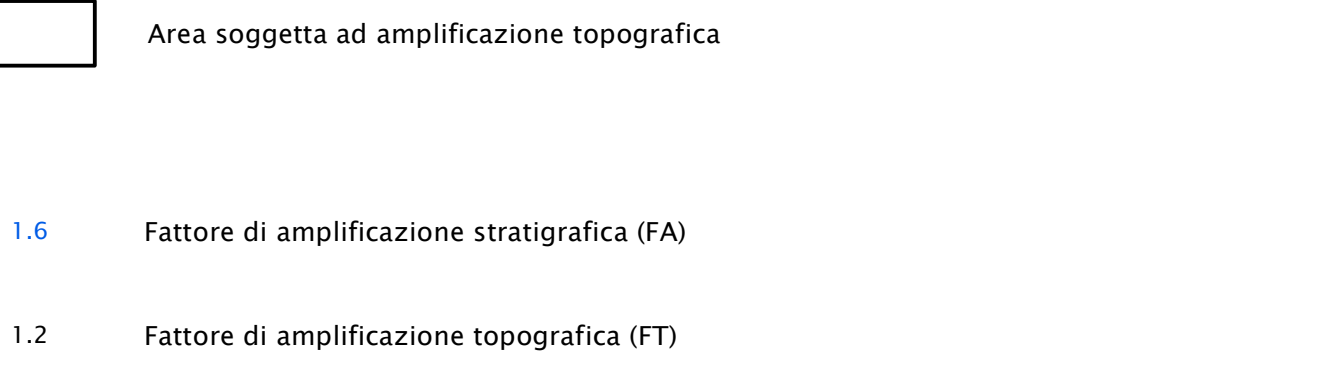 Area soggetta ad amplificazione topografica
1.6 Fattore di amplificazione stratigrafica (FA)
1.2 Fattore di amplificazione topografica (FT)